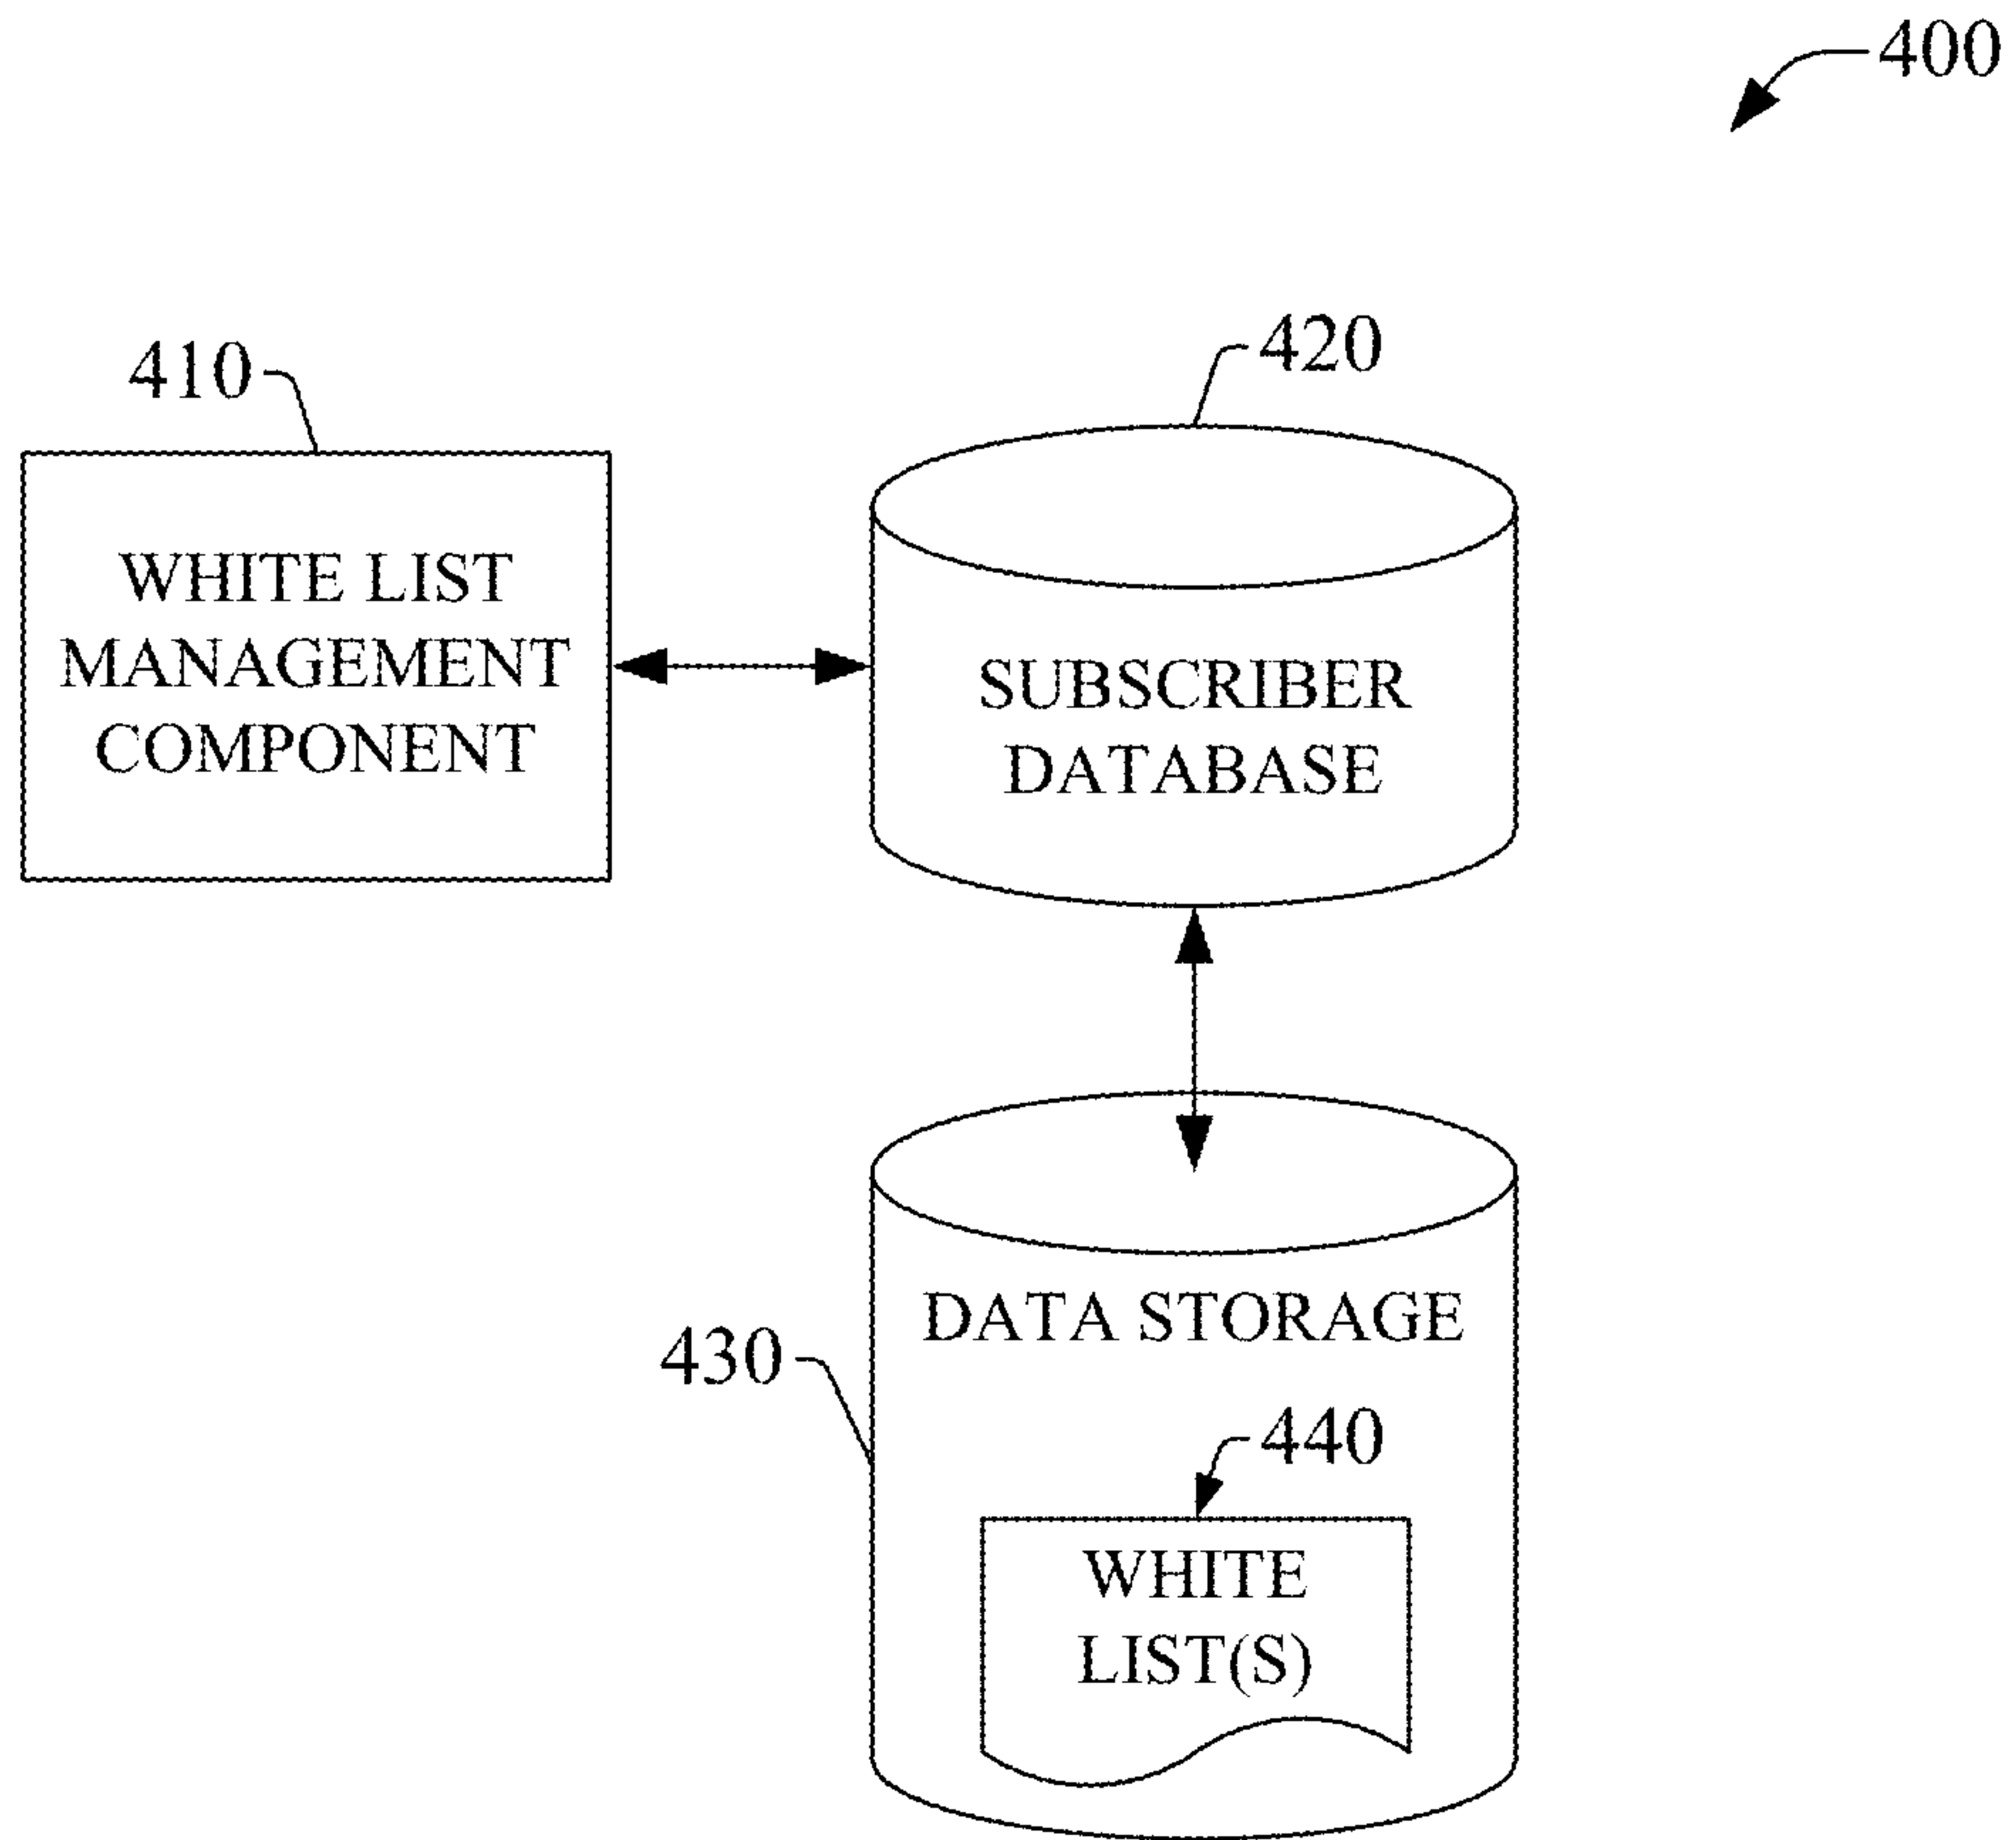 400
410
420
WHITE LIST
MANAGEMENT
COMPONENT
SUBSCRIBER
DATABASE
DATA STORAGE
430
440
WHITE
LIST(S)